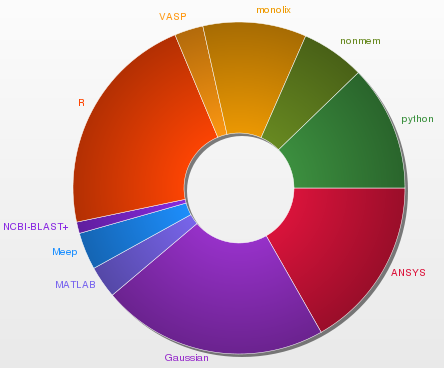 monolix
VASP
nonmem
R
python
NCBI-BLAST+
Meep
ANSYS
MATLAB
Gaussian